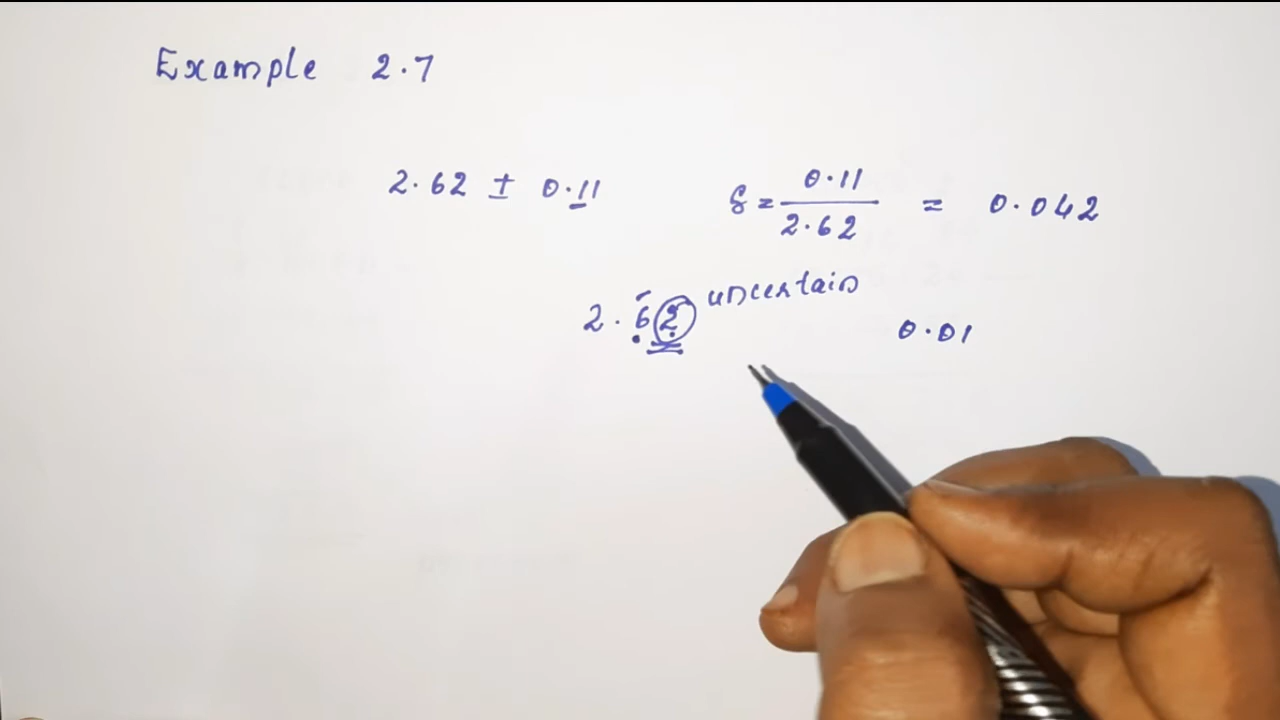 Example 2.7
2.62 ± 0.11 δ = 0.11 / 2.62 = 0.042
2.62 uncertain 0.01